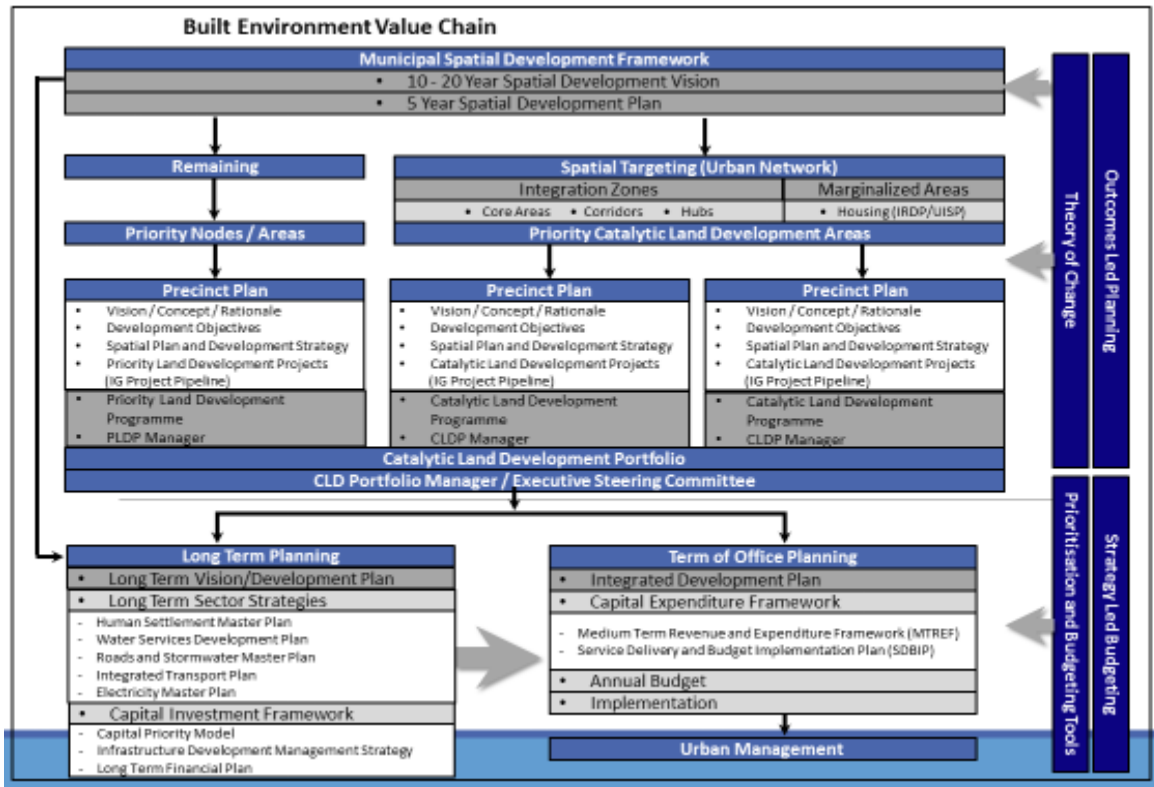 Built Environment Value Chain
Municipal Spatial Development Framework
• 10 - 20 Year Spatial Development Vision
• 5 Year Spatial Development Plan
Remaining
Spatial Targeting (Urban Network)
Integration Zones
Marginalized Areas
• Core Areas • Corridors • Hubs
• Housing (IRDP/UISP)
Priority Nodes / Areas
Priority Catalytic Land Development Areas
Precinct Plan
• Vision / Concept / Rationale
• Development Objectives
• Spatial Plan and Development Strategy
• Priority Land Development Projects
(IG Project Pipeline)
• Priority Land Development
Programme
• PLDP Manager
Precinct Plan
• Vision / Concept / Rationale
• Development Objectives
• Spatial Plan and Development Strategy
• Catalytic Land Development Projects
(IG Project Pipeline)
• Catalytic Land Development
Programme
• CLDP Manager
Precinct Plan
• Vision / Concept / Rationale
• Development Objectives
• Spatial Plan and Development Strategy
• Catalytic Land Development Projects
(IG Project Pipeline)
• Catalytic Land Development
Programme
• CLDP Manager
Catalytic Land Development Portfolio
CLD Portfolio Manager / Executive Steering Committee
Long Term Planning
• Long Term Vision/Development Plan
• Long Term Sector Strategies
- Human Settlement Master Plan
- Water Services Development Plan
- Roads and Stormwater Master Plan
- Integrated Transport Plan
- Electricity Master Plan
• Capital Investment Framework
- Capital Priority Model
- Infrastructure Development Management Strategy
- Long Term Financial Plan
Term of Office Planning
• Integrated Development Plan
• Capital Expenditure Framework
- Medium Term Revenue and Expenditure Framework (MTREF)
- Service Delivery and Budget Implementation Plan (SDBIP)
• Annual Budget
• Implementation
Urban Management
Theory of Change
Outcomes Led Planning
Prioritisation and Budgeting Tools
Strategy Led Budgeting